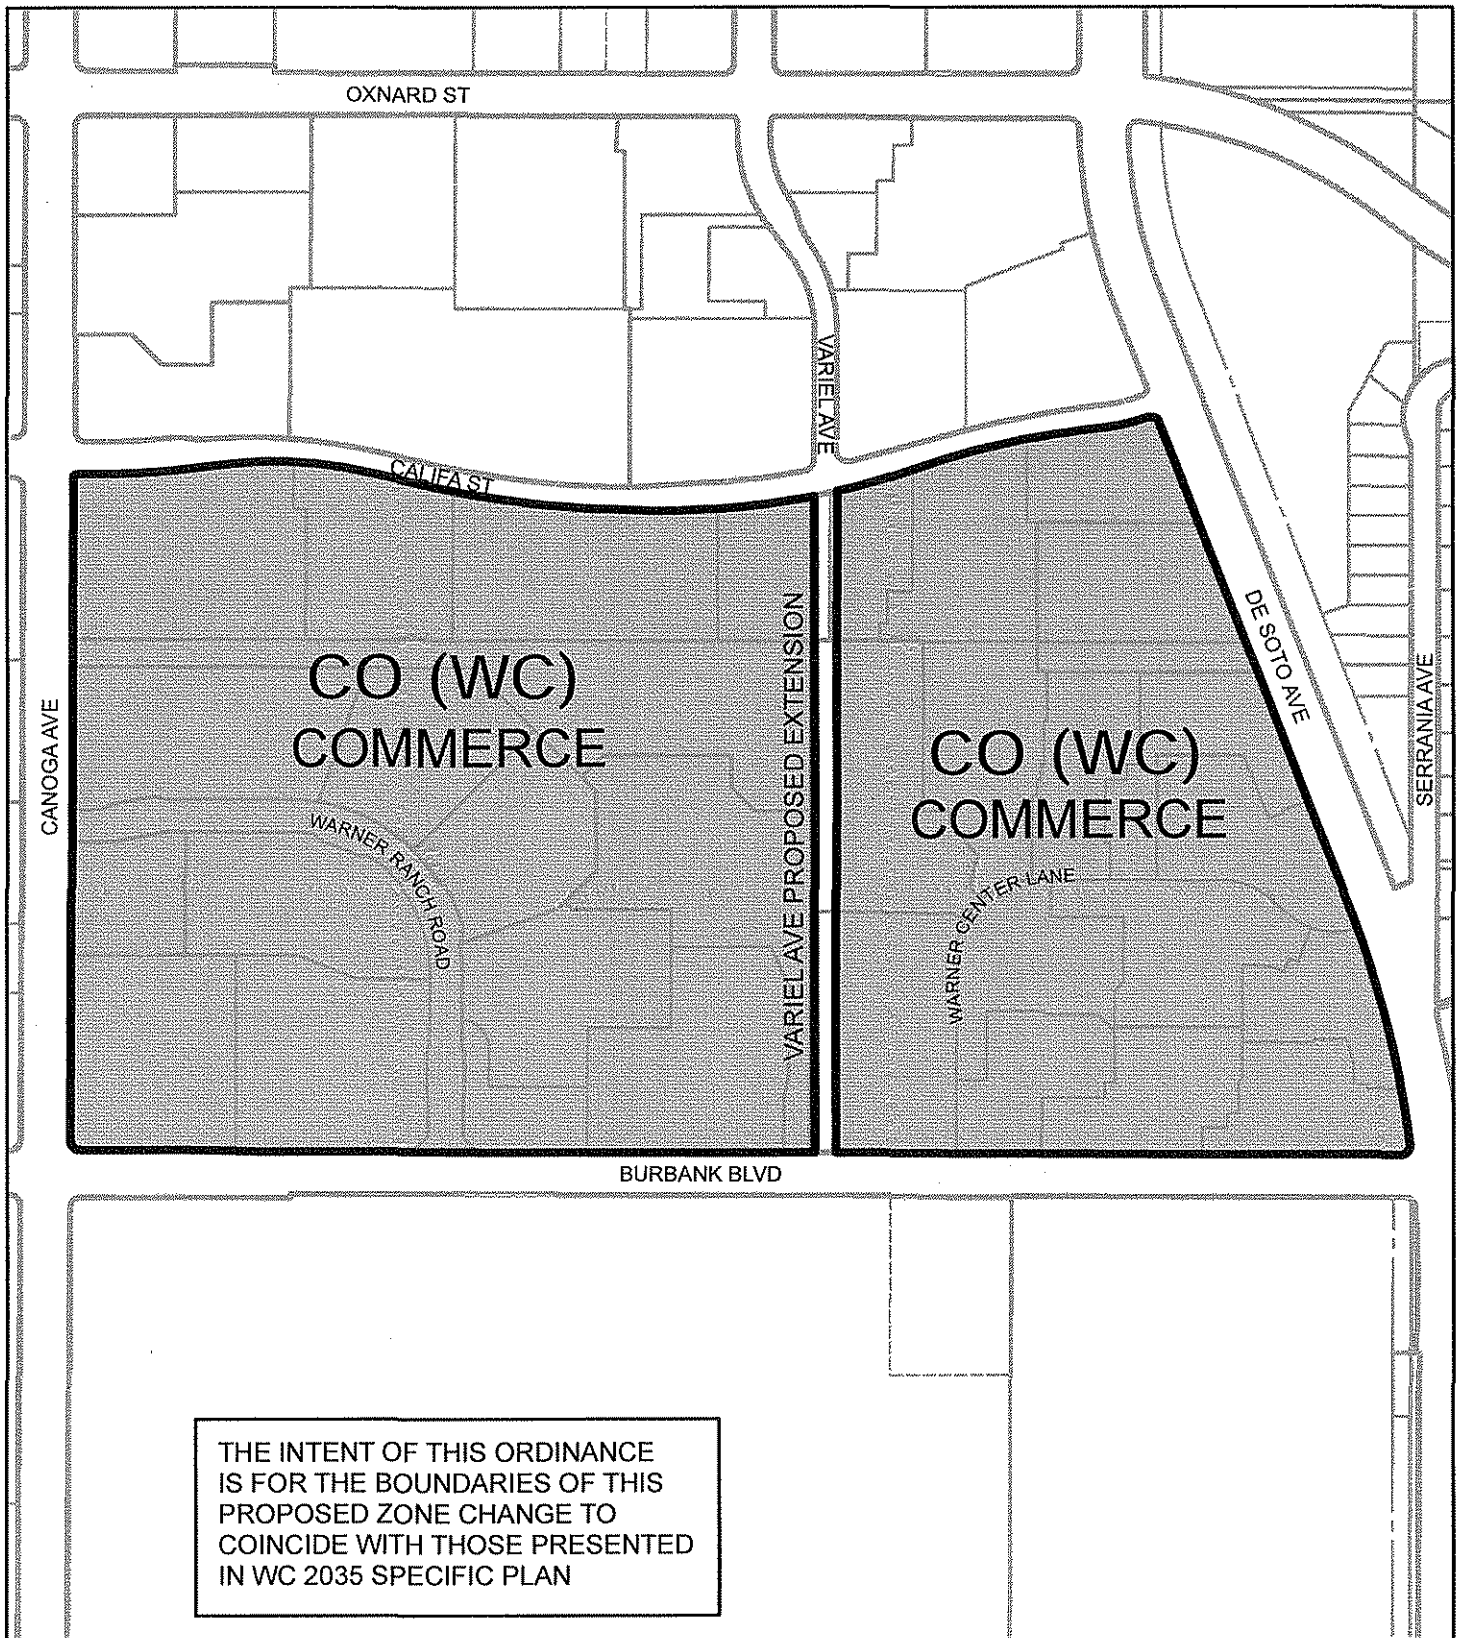 OXNARD ST
VARIEL AVE
CALIFA ST
CANOGA AVE
CO (WC)
COMMERCE
VARIEL AVE PROPOSED EXTENSION
CO (WC)
COMMERCE
DE SOTO AVE
SERRANIA AVE
WARNER RANCH ROAD
WARNER CENTER LANE
BURBANK BLVD
THE INTENT OF THIS ORDINANCE
IS FOR THE BOUNDARIES OF THIS
PROPOSED ZONE CHANGE TO
COINCIDE WITH THOSE PRESENTED
IN WC 2035 SPECIFIC PLAN